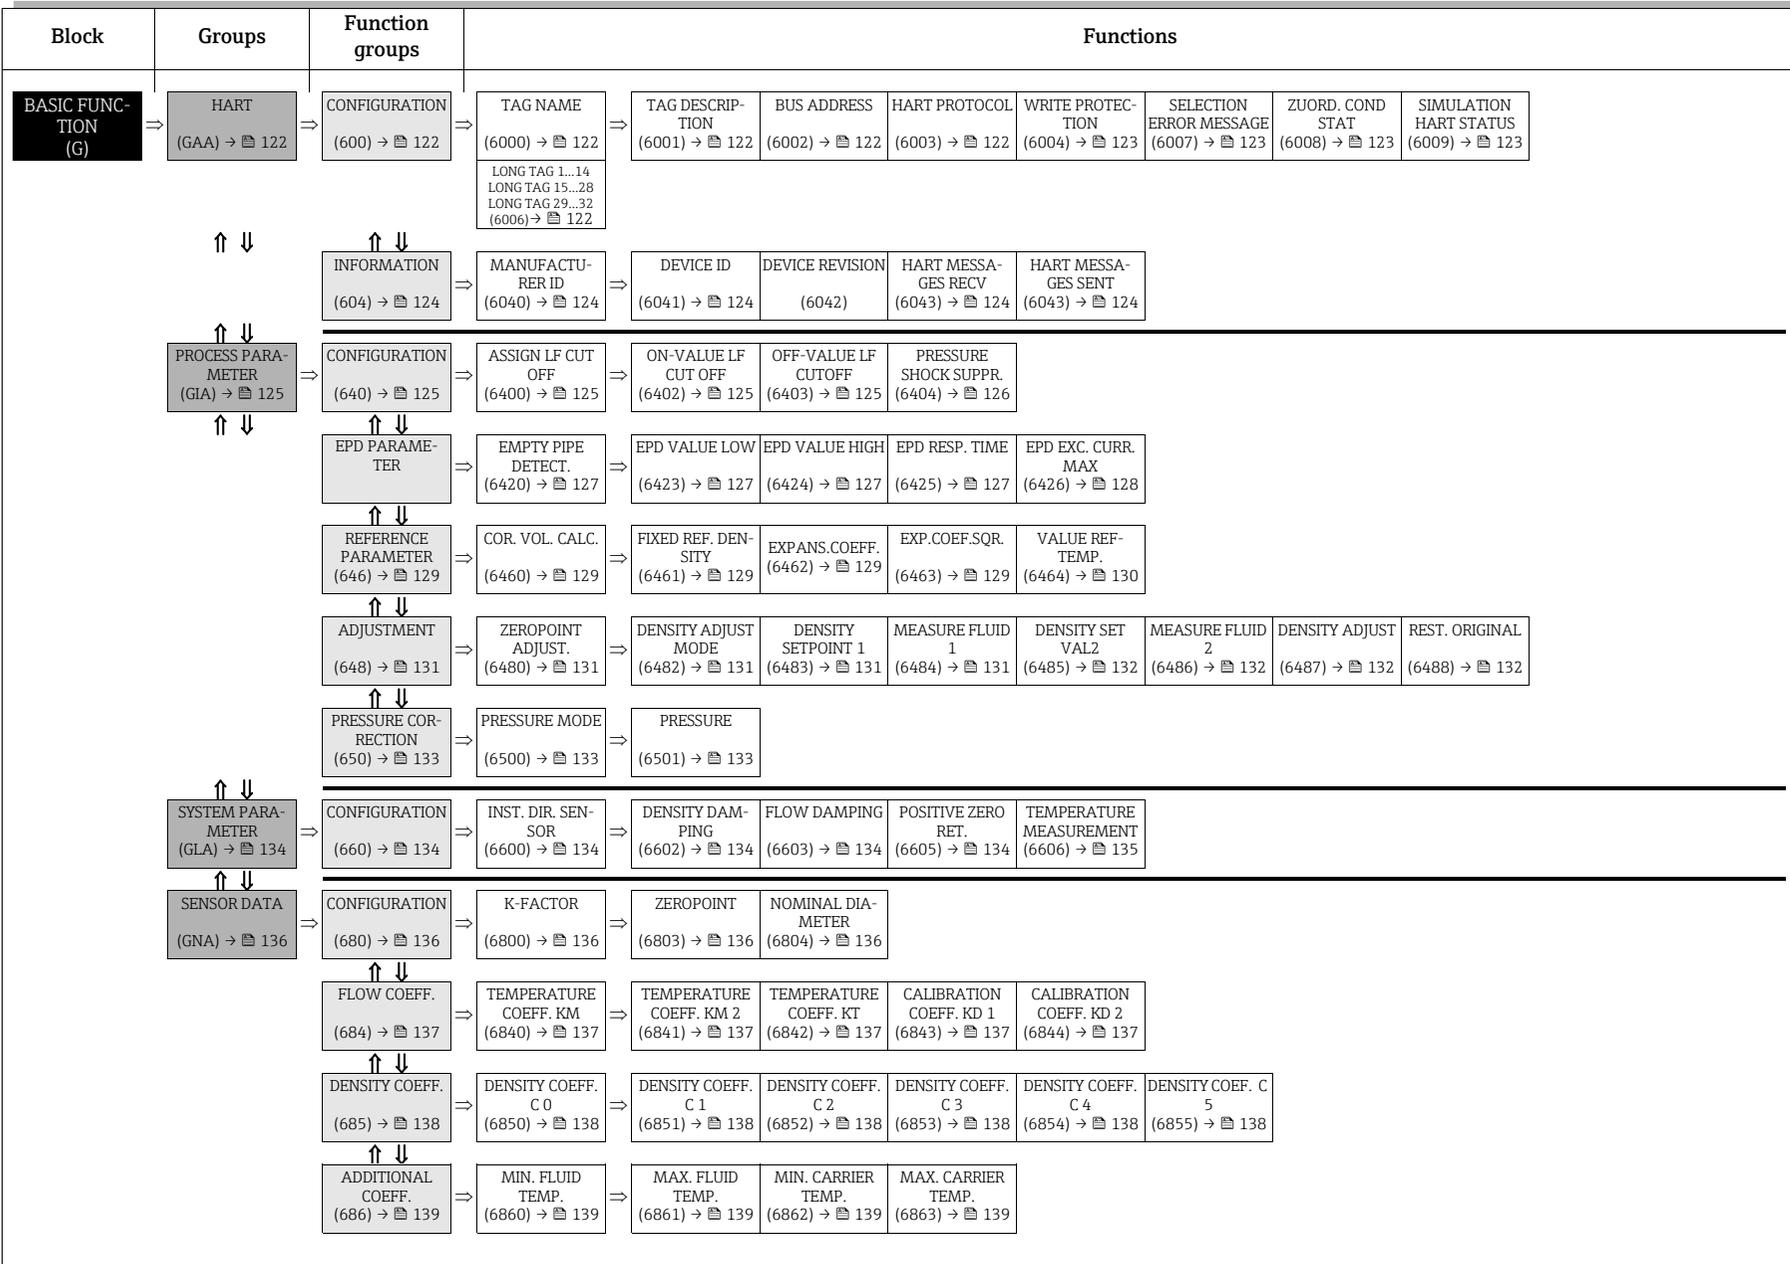 Block
Groups
Function
groups
Functions
BASIC FUNC-
TION
(G)
HART
(GAA) → 122
CONFIGURATION
(600) → 122
TAG NAME
(6000) → 122
TAG DESCRIP-
TION
(6001) → 122
BUS ADDRESS
(6002) → 122
HART PROTOCOL
(6003) → 122
WRITE PROTEC-
TION
(6004) → 123
SELECTION
ERROR MESSAGE
(6007) → 123
ZUORD. COND
STAT
(6008) → 123
SIMULATION
HART STATUS
(6009) → 123
LONG TAG 1...14
LONG TAG 15...28
LONG TAG 29...32
(6006)→ 122
INFORMATION
(604) → 124
MANUFACTU-
RER ID
(6040) → 124
DEVICE ID
(6041) → 124
DEVICE REVISION
(6042)
HART MESSA-
GES RECV
(6043) → 124
HART MESSA-
GES SENT
(6043) → 124
PROCESS PARA-
METER
(GIA) → 125
CONFIGURATION
(640) → 125
ASSIGN LF CUT
OFF
(6400) → 125
ON-VALUE LF
CUT OFF
(6402) → 125
OFF-VALUE LF
CUTOFF
(6403) → 125
PRESSURE
SHOCK SUPPR.
(6404) → 126
EPD PARAME-
TER
EMPTY PIPE
DETECT.
(6420) → 127
EPD VALUE LOW
(6423) → 127
EPD VALUE HIGH
(6424) → 127
EPD RESP. TIME
(6425) → 127
EPD EXC. CURR.
MAX
(6426) → 128
REFERENCE
PARAMETER
(646) → 129
COR. VOL. CALC.
(6460) → 129
FIXED REF. DEN-
SITY
(6461) → 129
EXPANS.COEFF.
(6462) → 129
EXP.COEF.SQR.
(6463) → 129
VALUE REF-
TEMP.
(6464) → 130
ADJUSTMENT
(648) → 131
ZEROPOINT
ADJUST.
(6480) → 131
DENSITY ADJUST
MODE
(6482) → 131
DENSITY
SETPOINT 1
(6483) → 131
MEASURE FLUID
1
(6484) → 131
DENSITY SET
VAL2
(6485) → 132
MEASURE FLUID
2
(6486) → 132
DENSITY ADJUST
(6487) → 132
REST. ORIGINAL
(6488) → 132
PRESSURE COR-
RECTION
(650) → 133
PRESSURE MODE
(6500) → 133
PRESSURE
(6501) → 133
SYSTEM PARA-
METER
(GLA) → 134
CONFIGURATION
(660) → 134
INST. DIR. SEN-
SOR
(6600) → 134
DENSITY DAM-
PING
(6602) → 134
FLOW DAMPING
(6603) → 134
POSITIVE ZERO
RET.
(6605) → 134
TEMPERATURE
MEASUREMENT
(6606) → 135
SENSOR DATA
(GNA) → 136
CONFIGURATION
(680) → 136
K-FACTOR
(6800) → 136
ZEROPOINT
(6803) → 136
NOMINAL DIA-
METER
(6804) → 136
FLOW COEFF.
(684) → 137
TEMPERATURE
COEFF. KM
(6840) → 137
TEMPERATURE
COEFF. KM 2
(6841) → 137
TEMPERATURE
COEFF. KT
(6842) → 137
CALIBRATION
COEFF. KD 1
(6843) → 137
CALIBRATION
COEFF. KD 2
(6844) → 137
DENSITY COEFF.
(685) → 138
DENSITY COEFF.
C 0
(6850) → 138
DENSITY COEFF.
C 1
(6851) → 138
DENSITY COEFF.
C 2
(6852) → 138
DENSITY COEFF.
C 3
(6853) → 138
DENSITY COEFF.
C 4
(6854) → 138
DENSITY COEF. C
5
(6855) → 138
ADDITIONAL
COEFF.
(686) → 139
MIN. FLUID
TEMP.
(6860) → 139
MAX. FLUID
TEMP.
(6861) → 139
MIN. CARRIER
TEMP.
(6862) → 139
MAX. CARRIER
TEMP.
(6863) → 139